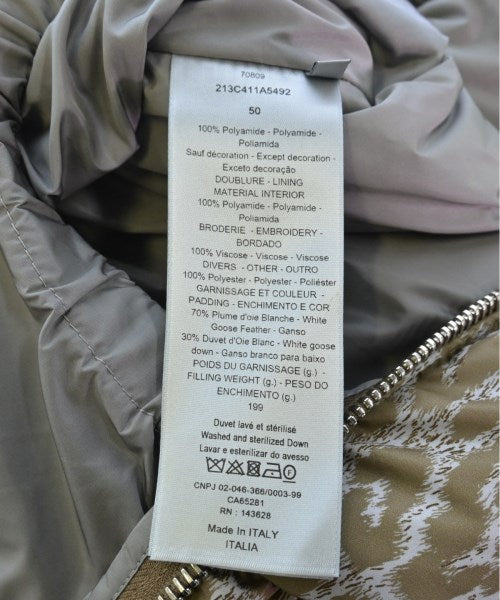 70809
213C411A5492
50
100% Polyamide - Polyamide -
Poliamida
Sauf décoration - Except decoration -
Exceto decoração
DOUBLURE - LINING
MATERIAL INTERIOR
100% Polyamide - Polyamide -
Poliamida
BRODERIE - EMBROIDERY -
BORDADO
100% Viscose - Viscose - Viscose
DIVERS - OTHER - OUTRO
100% Polyester - Polyester - Poliéster
GARNISSAGE ET COULEUR -
PADDING - ENCHIMENTO E COR
70% Plume d'oie Blanche - White
Goose Feather - Ganso
30% Duvet d'Oie Blanc - White goose
down - Ganso branco para baixo
POIDS DU GARNISSAGE (g.) -
FILLING WEIGHT (g.) - PESO DO
ENCHIMENTO (g.)
199
Duvet lavé et stérilisé
Washed and sterilized Down
Lavar e esterilizar do avesso
CNPJ 02-046-366/0003-99
CA65281
RN : 143628
Made In ITALY
ITALIA